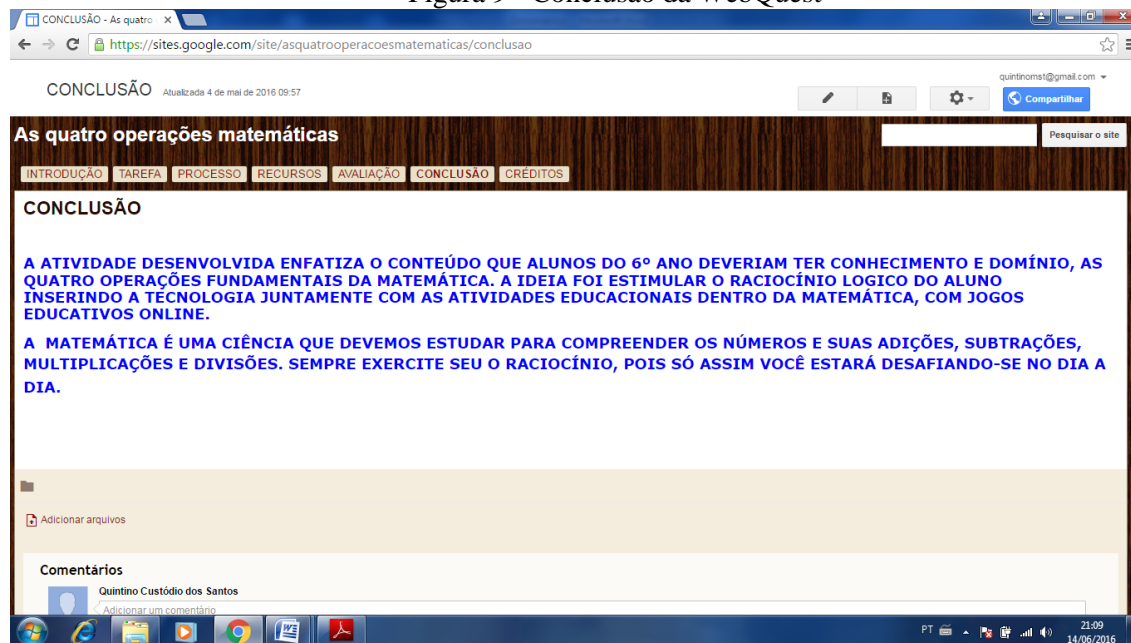 Figura 9 - Conclusão da WebQuest
CONCLUSÃO - As quatro
https://sites.google.com/site/asquatrooperacoesmatematicas/conclusao
quintinomst@gmail.com
CONCLUSÃO Atualizada 4 de mai de 2016 09:57
Compartilhar
As quatro operações matemáticas
Pesquisar o site
INTRODUÇÃO TAREFA PROCESSO RECURSOS AVALIAÇÃO CONCLUSÃO CRÉDITOS
CONCLUSÃO
A ATIVIDADE DESENVOLVIDA ENFATIZA O CONTEÚDO QUE ALUNOS DO 6º ANO DEVERIAM TER CONHECIMENTO E DOMÍNIO, AS
QUATRO OPERAÇÕES FUNDAMENTAIS DA MATEMÁTICA. A IDEIA FOI ESTIMULAR O RACIOCÍNIO LOGICO DO ALUNO
INSERINDO A TECNOLOGIA JUNTAMENTE COM AS ATIVIDADES EDUCACIONAIS DENTRO DA MATEMÁTICA, COM JOGOS
EDUCATIVOS ONLINE.
A MATEMÁTICA É UMA CIÊNCIA QUE DEVEMOS ESTUDAR PARA COMPREENDER OS NÚMEROS E SUAS ADIÇÕES, SUBTRAÇÕES,
MULTIPLICAÇÕES E DIVISÕES. SEMPRE EXERCITE SEU O RACIOCÍNIO, POIS SÓ ASSIM VOCÊ ESTARÁ DESAFIANDO-SE NO DIA A
DIA.
Adicionar arquivos
Comentários
Quintino Custódio dos Santos
Adicionar um comentário
PT
21:09
14/06/2016